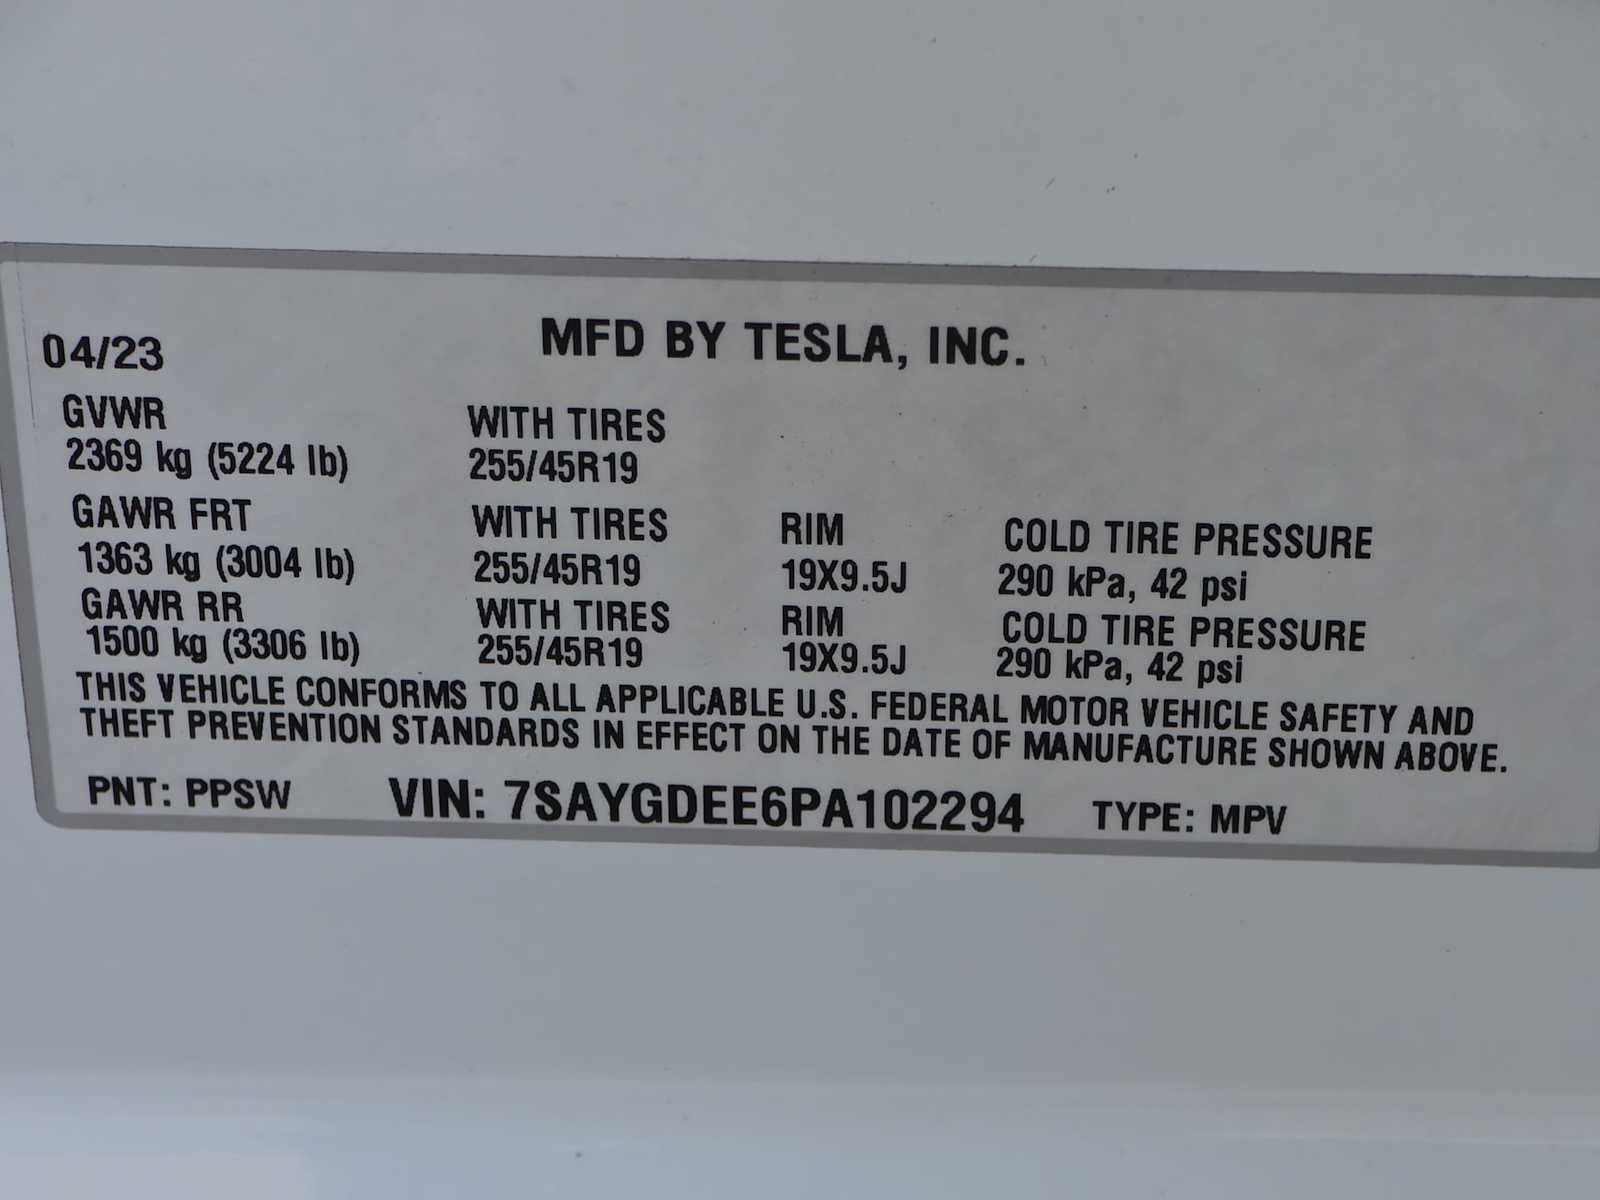 04/23 MFD BY TESLA, INC.
GVWR WITH TIRES
2369 kg (5224 lb) 255/45R19
GAWR FRT WITH TIRES RIM COLD TIRE PRESSURE
1363 kg (3004 lb) 255/45R19 19X9.5J 290 kPa, 42 psi
GAWR RR WITH TIRES RIM COLD TIRE PRESSURE
1500 kg (3306 lb) 255/45R19 19X9.5J 290 kPa, 42 psi
THIS VEHICLE CONFORMS TO ALL APPLICABLE U.S. FEDERAL MOTOR VEHICLE SAFETY AND
THEFT PREVENTION STANDARDS IN EFFECT ON THE DATE OF MANUFACTURE SHOWN ABOVE.
PNT: PPSW VIN: 7SAYGDEE6PA102294 TYPE: MPV